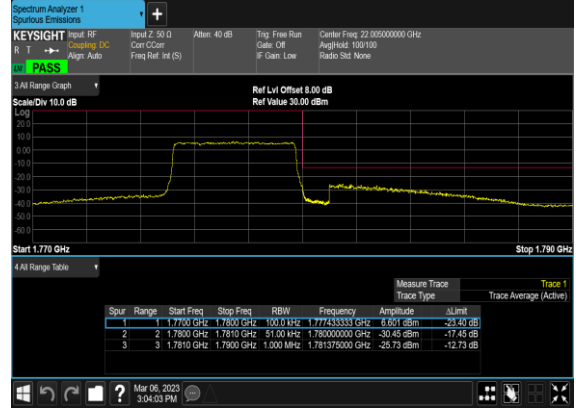 Spectrum Analyzer 1
Spurious Emissions
KEYSIGHT
R T
PASS
Input: RF
Coupling: DC
Align: Auto
Input Z: 50 Ω
Corr CCorr
Freq Ref: Int (S)
Atten: 40 dB
Trig: Free Run
Gate: Off
IF Gain: Low
Center Freq: 22.005000000 GHz
Avg|Hold: 100/100
Radio Std: None
3 All Range Graph
Scale/Div 10.0 dB
Ref Lvl Offset 8.00 dB
Ref Value 30.00 dBm
Log
20.0
10.0
0.00
-10.0
-20.0
-30.0
-40.0
-50.0
-60.0
Start 1.770 GHz Stop 1.790 GHz
4 All Range Table
Measure Trace Trace 1
Trace Type Trace Average (Active)
Spur Range Start Freq Stop Freq RBW Frequency Amplitude ΔLimit
1 1 1.7700 GHz 1.7800 GHz 100.0 kHz 1.777433333 GHz 6.601 dBm -23.40 dB
2 2 1.7800 GHz 1.7810 GHz 51.00 kHz 1.780000000 GHz -30.45 dBm -17.45 dB
3 3 1.7810 GHz 1.7900 GHz 1.000 MHz 1.781375000 GHz -25.73 dBm -12.73 dB
Mar 06, 2023
3:04:03 PM